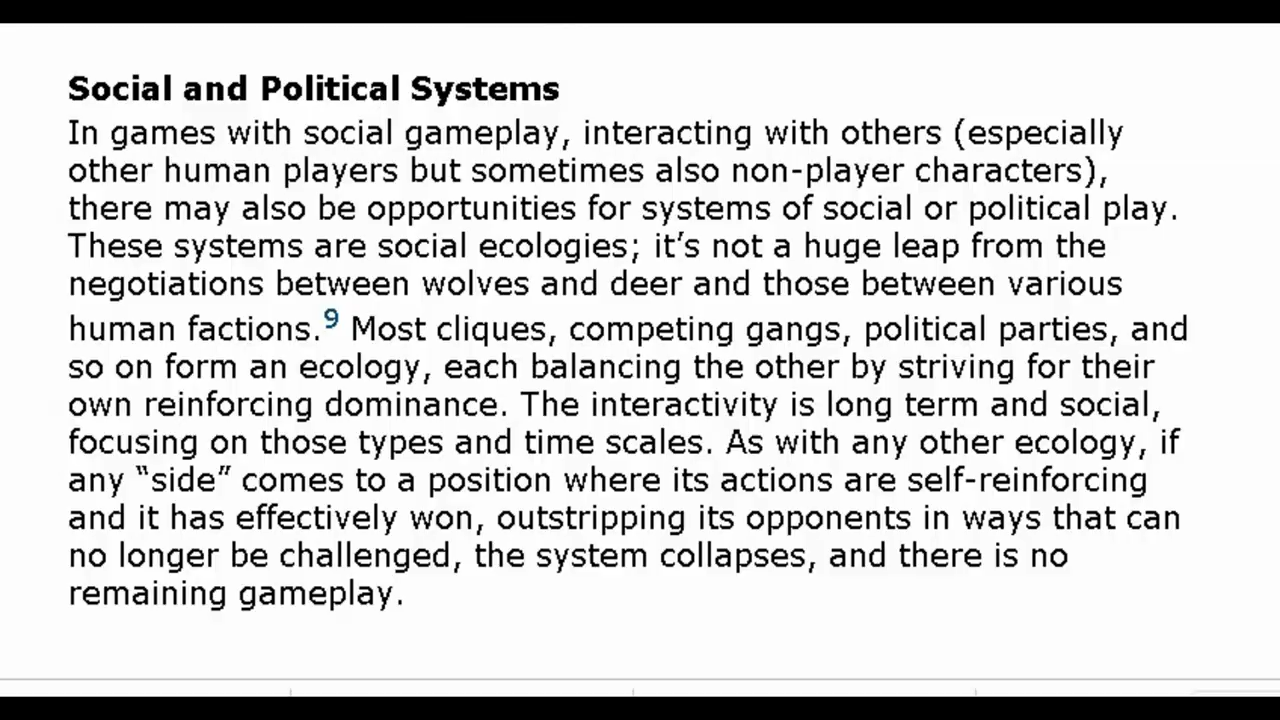 Social and Political Systems
In games with social gameplay, interacting with others (especially
other human players but sometimes also non-player characters),
there may also be opportunities for systems of social or political play.
These systems are social ecologies; it’s not a huge leap from the
negotiations between wolves and deer and those between various
human factions.9 Most cliques, competing gangs, political parties, and
so on form an ecology, each balancing the other by striving for their
own reinforcing dominance. The interactivity is long term and social,
focusing on those types and time scales. As with any other ecology, if
any “side” comes to a position where its actions are self-reinforcing
and it has effectively won, outstripping its opponents in ways that can
no longer be challenged, the system collapses, and there is no
remaining gameplay.